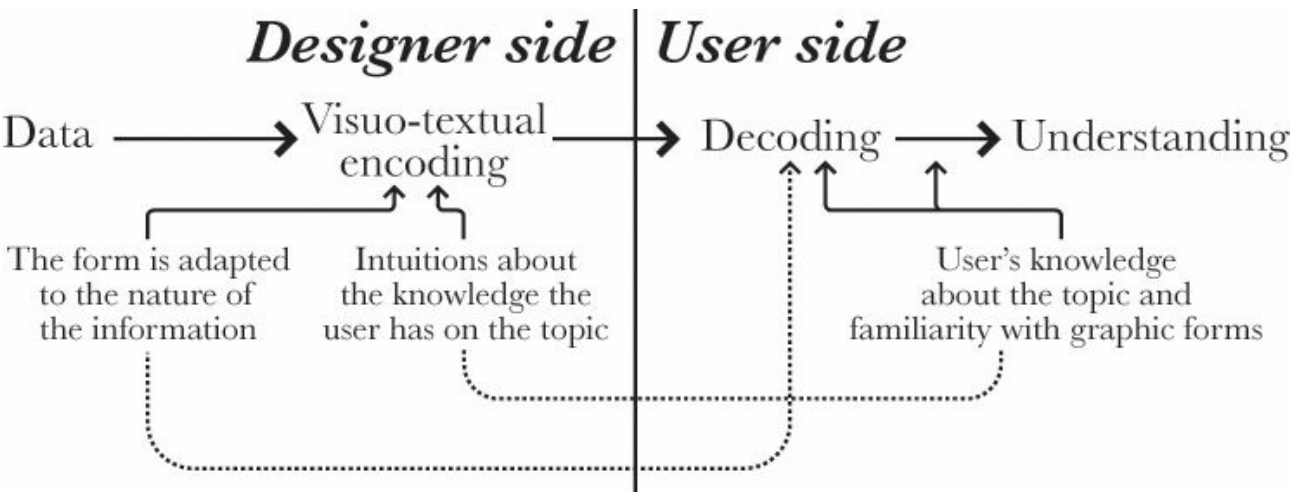 Designer side
User side
Data
Visuo-textual
encoding
Decoding
Understanding
The form is adapted
to the nature of
the information
Intuitions about
the knowledge the
user has on the topic
User’s knowledge
about the topic and
familiarity with graphic forms